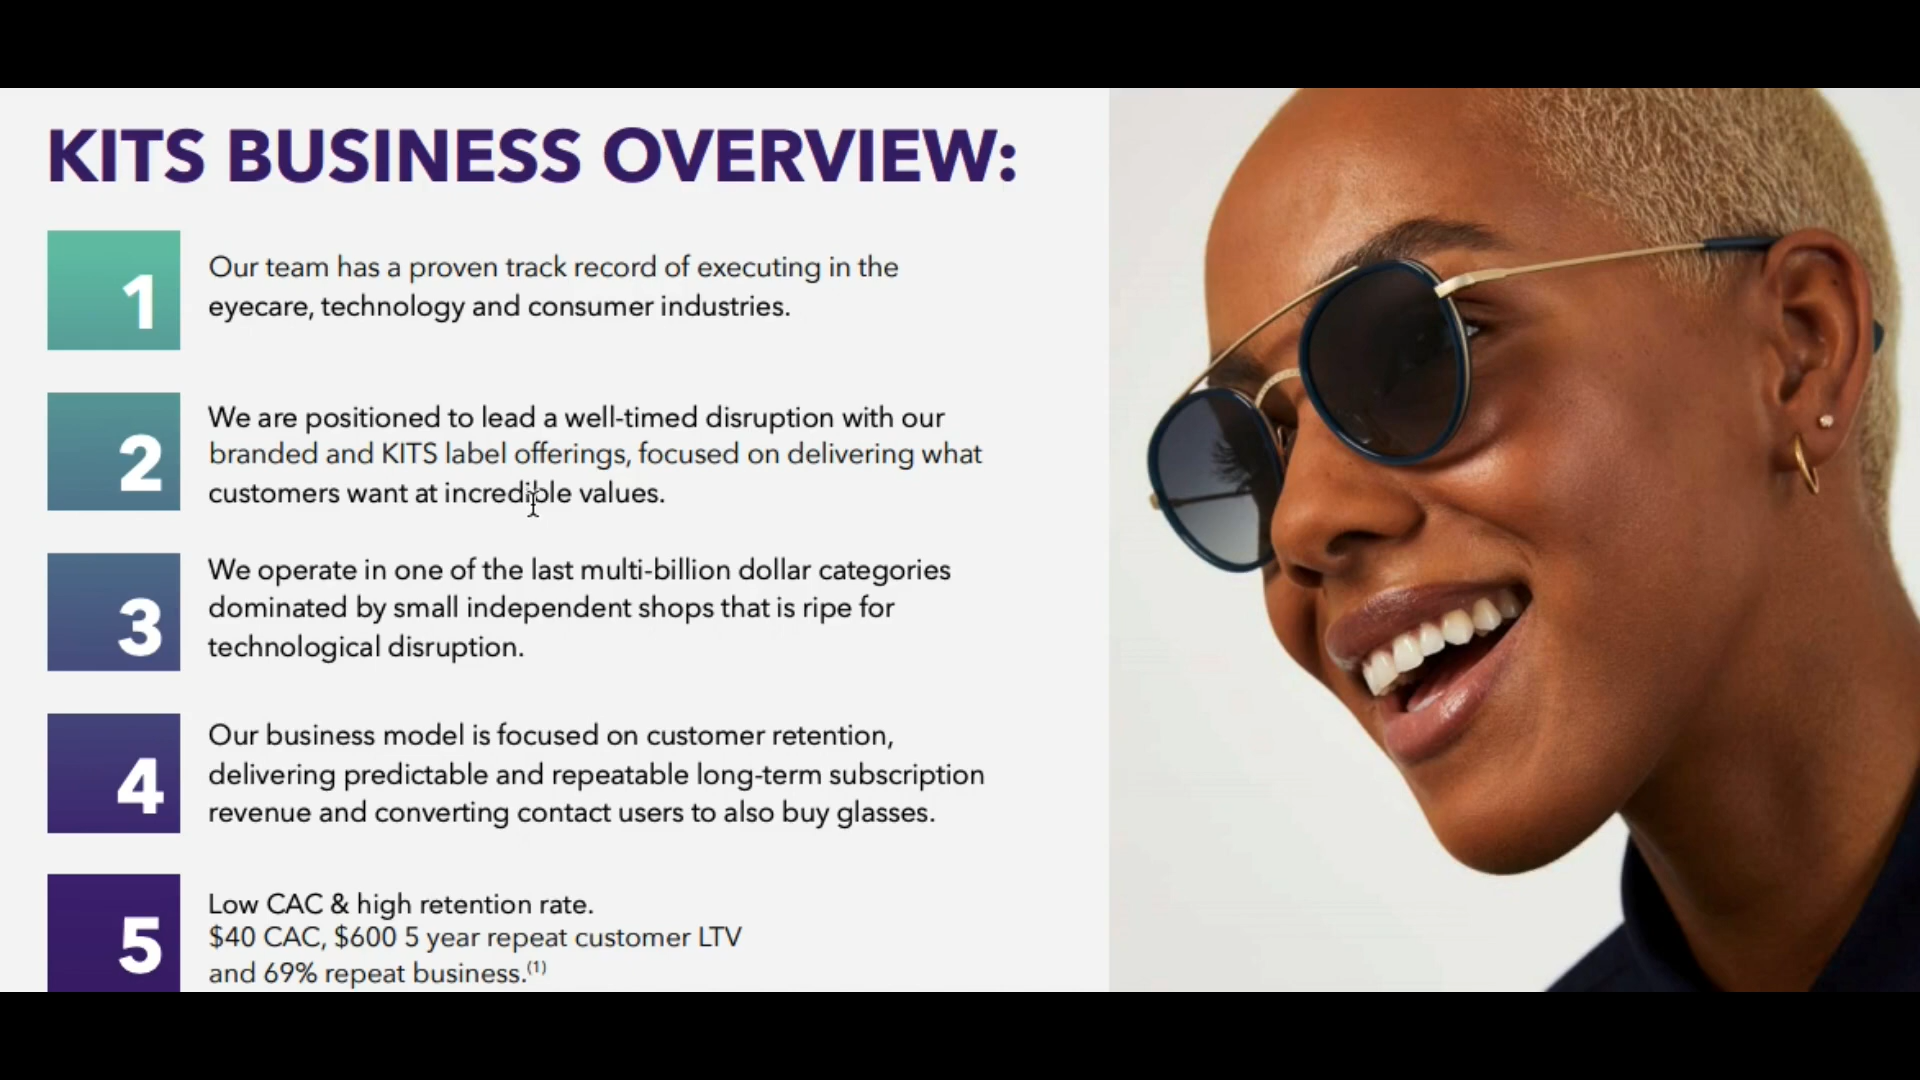 KITS BUSINESS OVERVIEW:
1
Our team has a proven track record of executing in the
eyecare, technology and consumer industries.
2
We are positioned to lead a well-timed disruption with our
branded and KITS label offerings, focused on delivering what
customers want at incredible values.
3
We operate in one of the last multi-billion dollar categories
dominated by small independent shops that is ripe for
technological disruption.
4
Our business model is focused on customer retention,
delivering predictable and repeatable long-term subscription
revenue and converting contact users to also buy glasses.
5
Low CAC & high retention rate.
$40 CAC, $600 5 year repeat customer LTV
and 69% repeat business.(1)